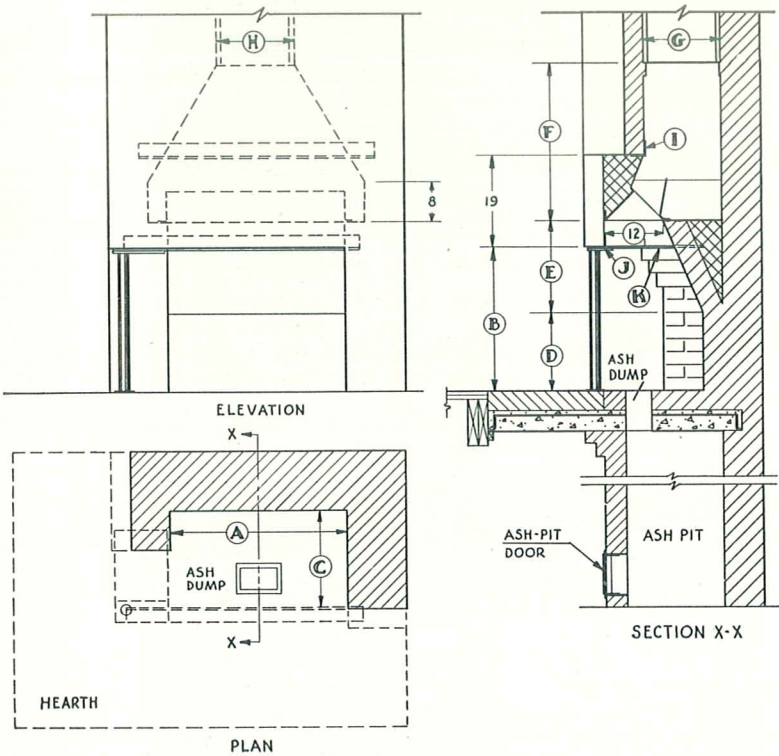 H
8
ELEVATION
G
F
I
19
12
J
E
K
B
D
ASH
DUMP
ASH-PIT
DOOR
ASH PIT
SECTION X-X
X
A
C
ASH
DUMP
X
HEARTH
PLAN